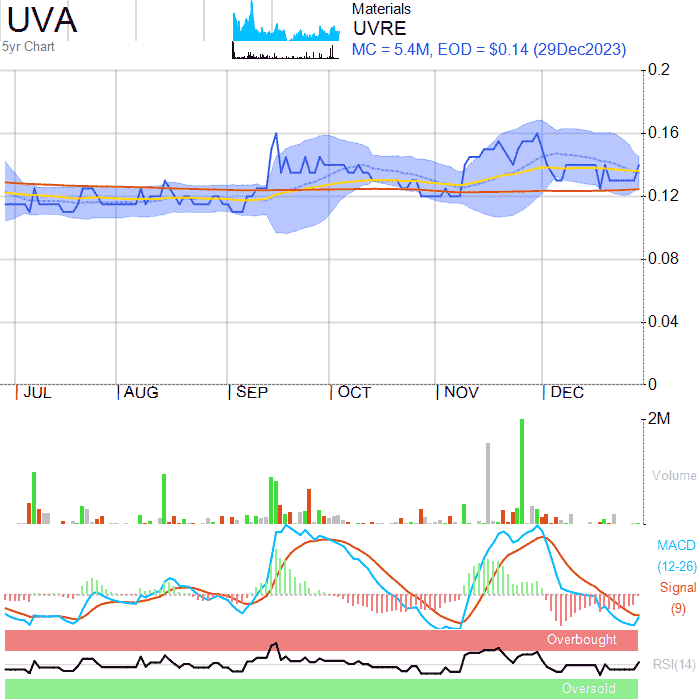 UVA
5yr Chart
Materials
UVRE
MC = 5.4M, EOD = $0.14 (29Dec2023)
0.2
0.16
0.12
0.08
0.04
0
JUL AUG SEP OCT NOV DEC
2M
Volume
MACD
(12-26)
Signal
(9)
Overbought
RSI(14)
Oversold